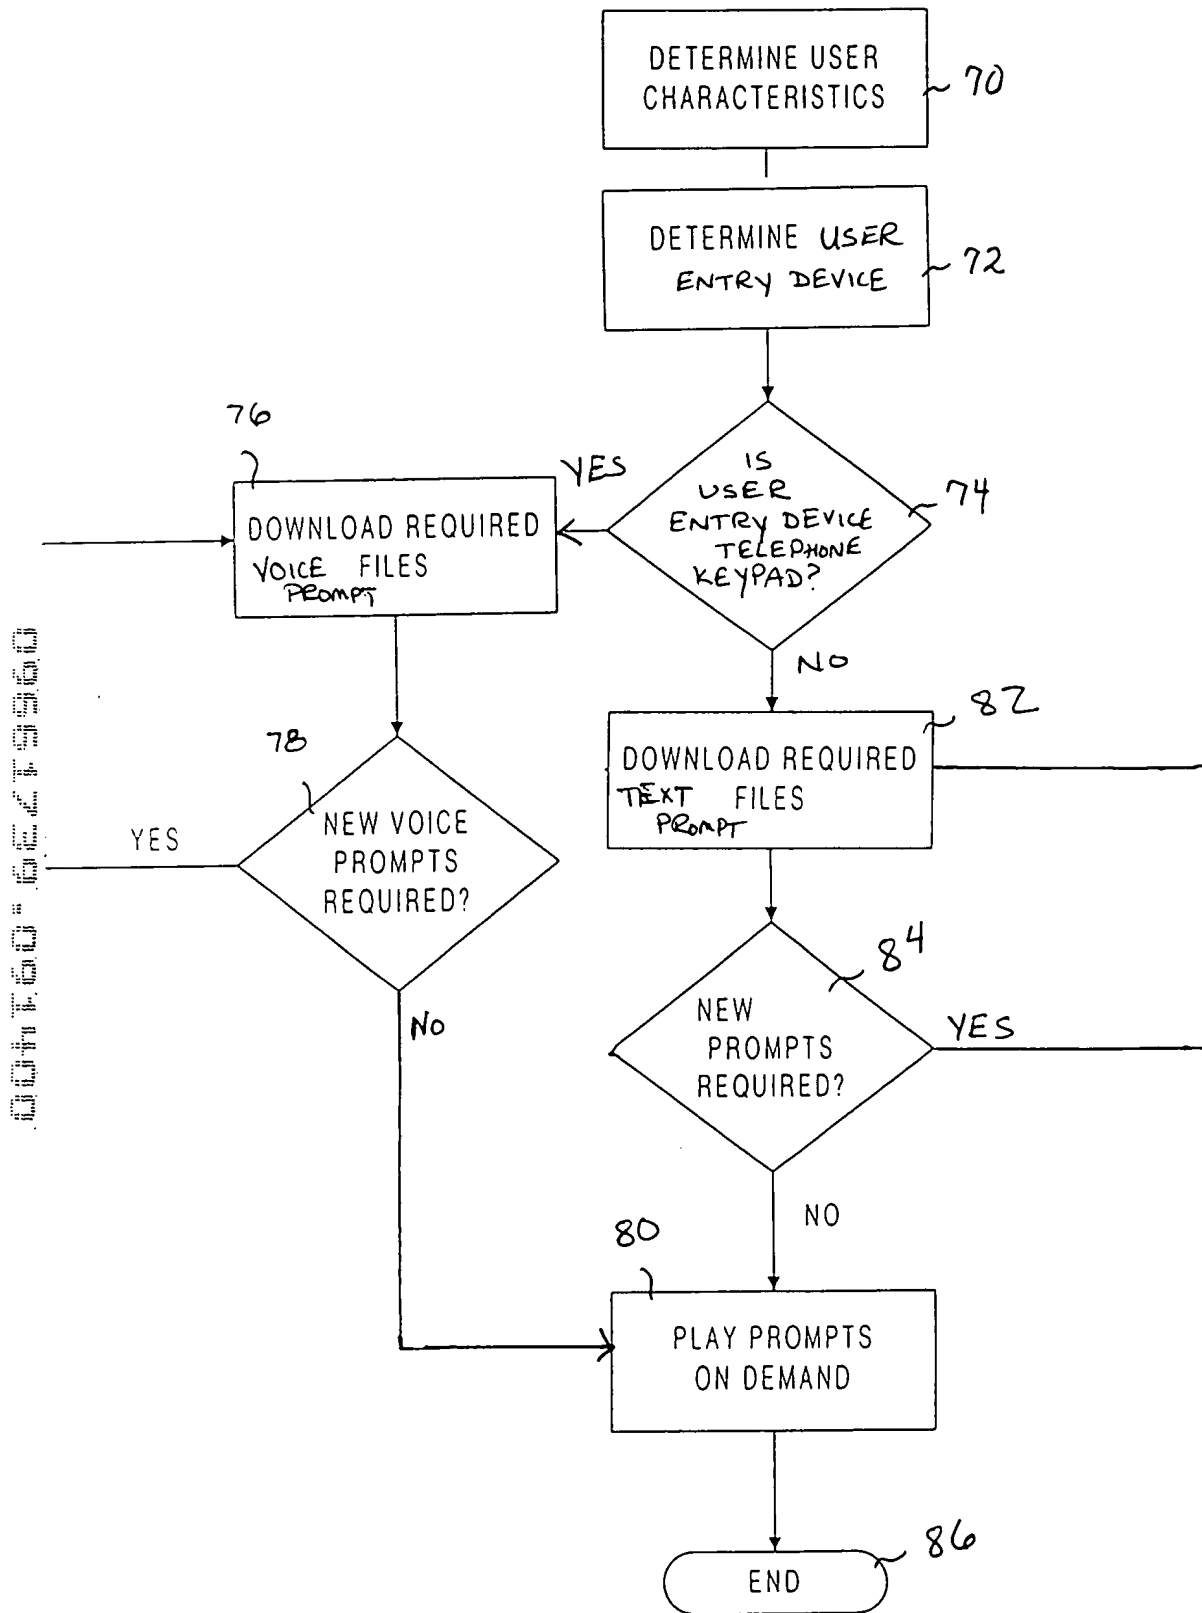 DETERMINE USER
CHARACTERISTICS
70
DETERMINE USER
ENTRY DEVICE
72
IS
USER
ENTRY DEVICE
TELEPHONE
KEYPAD?
74
YES
76
DOWNLOAD REQUIRED
VOICE FILES
PROMPT
NO
82
DOWNLOAD REQUIRED
TEXT FILES
PROMPT
78
NEW VOICE
PROMPTS
REQUIRED?
YES
NO
84
NEW
PROMPTS
REQUIRED?
YES
NO
80
PLAY PROMPTS
ON DEMAND
86
END
09661739.091400